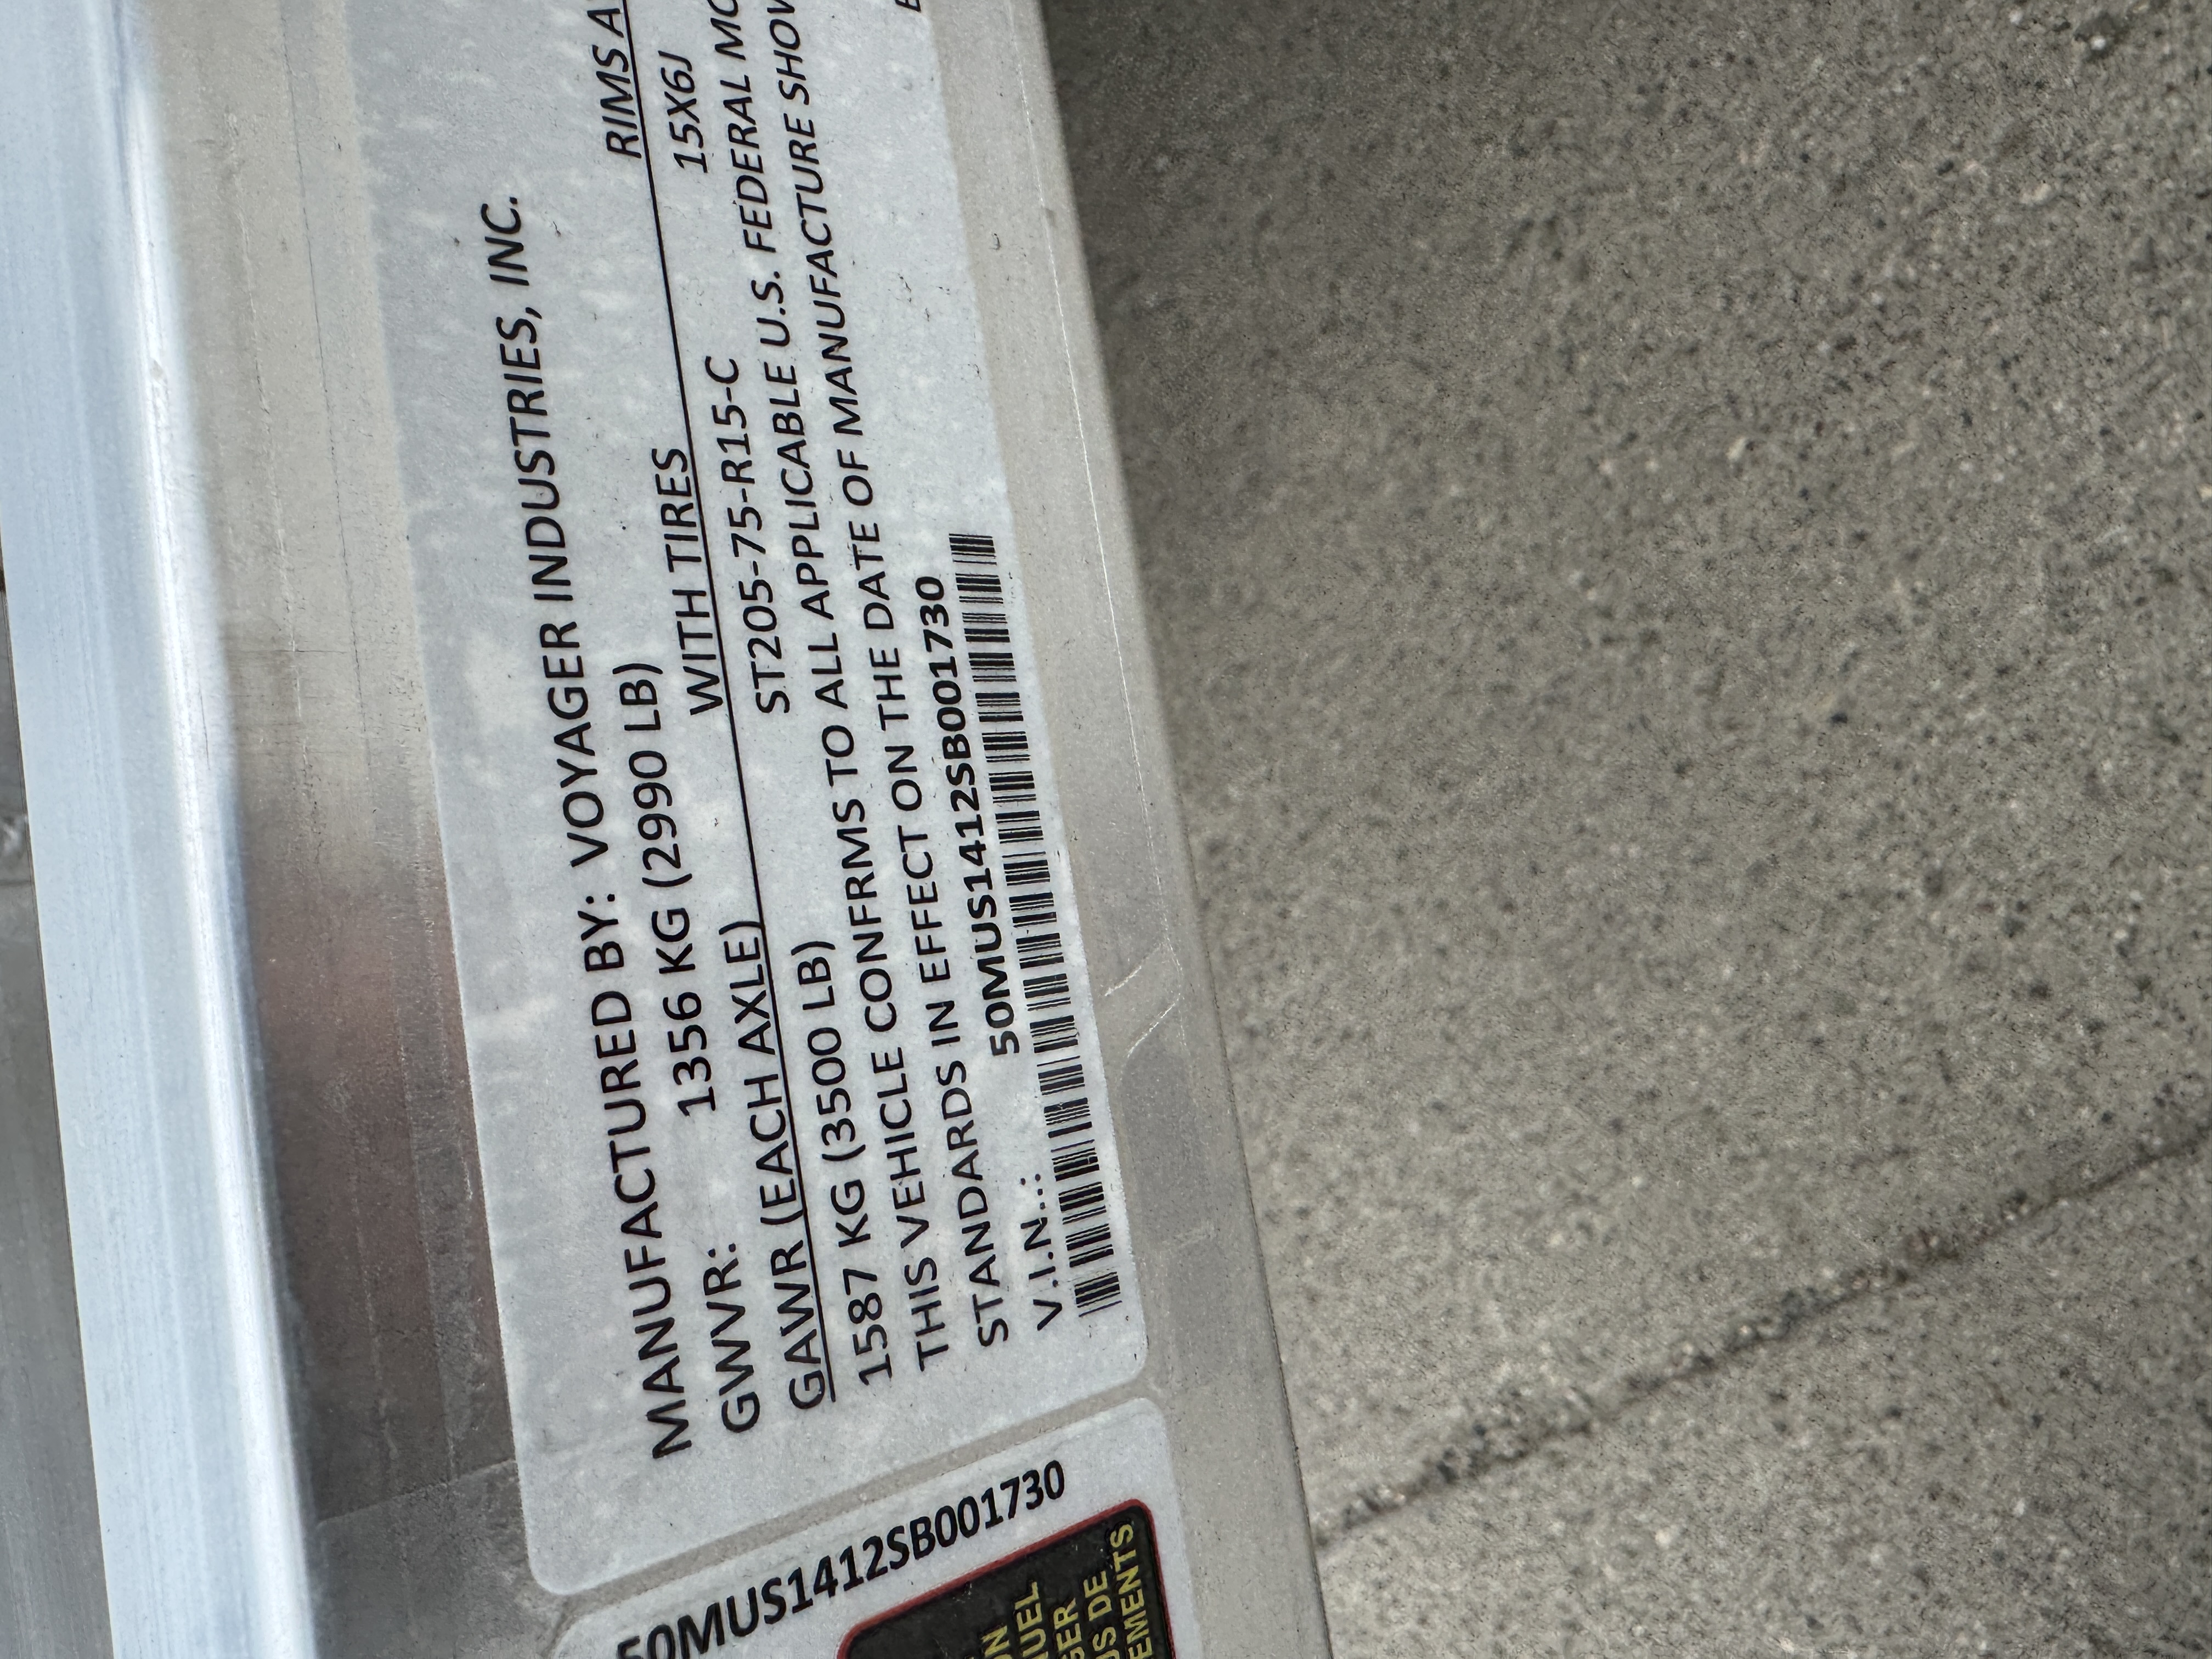 MANUFACTURED BY: VOYAGER INDUSTRIES, INC.
GWVR: 1356 KG (2990 LB)
GAWR (EACH AXLE) WITH TIRES RIMS
1587 KG (3500 LB) ST205-75-R15-C 15X6J
THIS VEHICLE CONFRMS TO ALL APPLICABLE U.S. FEDERAL
STANDARDS IN EFFECT ON THE DATE OF MANUFACTURE
V.I.N..: 50MUS1412SB001730
50MUS1412SB001730